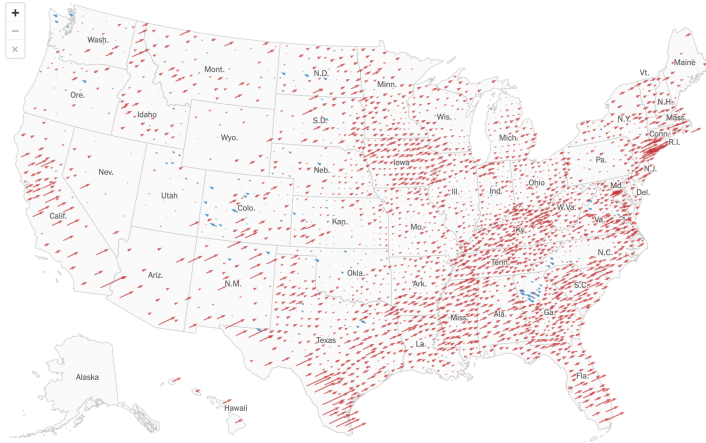 +
−
×
Wash.
Mont.
N.D.
Minn.
Vt.
Maine
Ore.
Idaho
S.D.
Wis.
Mich.
N.Y.
N.H.
Mass.
Conn.
R.I.
Wyo.
Iowa
Neb.
Nev.
Utah
Colo.
Ill.
Ind.
Ohio
Pa.
N.J.
Md.
Del.
Calif.
Kan.
Mo.
Ky.
W.Va.
Va.
Ariz.
N.M.
Okla.
Ark.
Tenn.
N.C.
S.C.
Texas
La.
Miss.
Ala.
Ga.
Fla.
Alaska
Hawaii